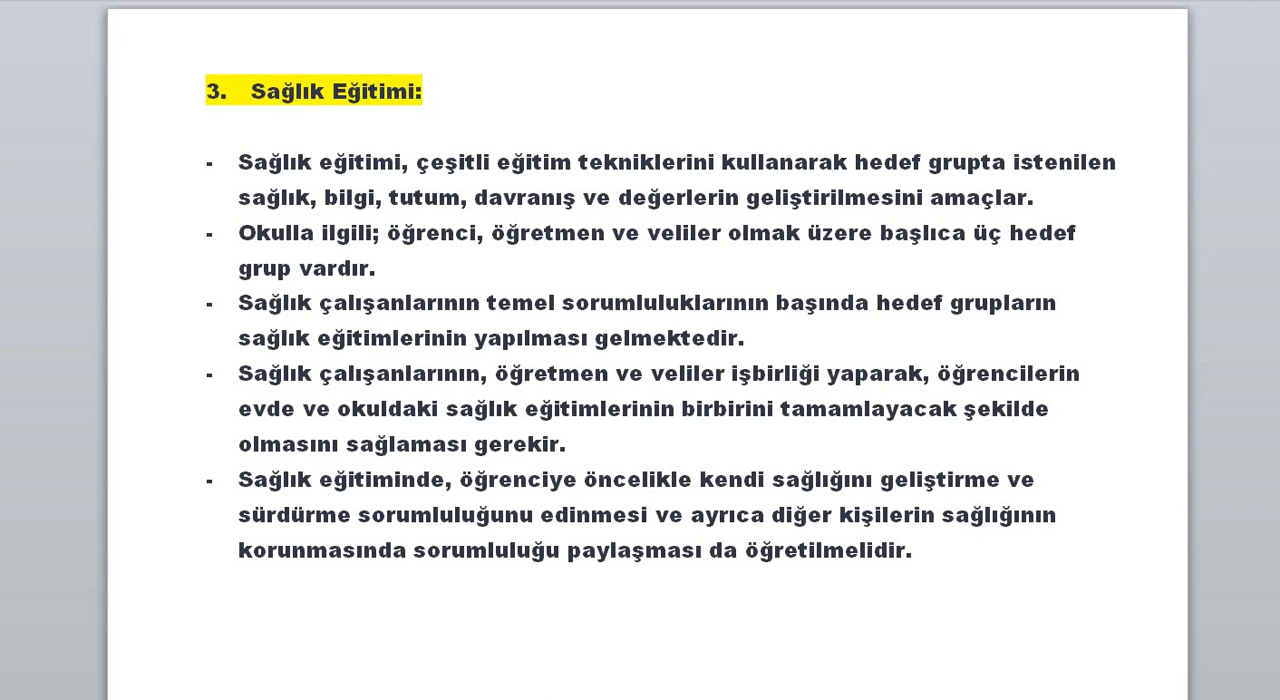 3. Sağlık Eğitimi:
- Sağlık eğitimi, çeşitli eğitim tekniklerini kullanarak hedef grupta istenilen
sağlık, bilgi, tutum, davranış ve değerlerin geliştirilmesini amaçlar.
- Okulla ilgili; öğrenci, öğretmen ve veliler olmak üzere başlıca üç hedef
grup vardır.
- Sağlık çalışanlarının temel sorumluluklarının başında hedef grupların
sağlık eğitimlerinin yapılması gelmektedir.
- Sağlık çalışanlarının, öğretmen ve veliler işbirliği yaparak, öğrencilerin
evde ve okuldaki sağlık eğitimlerinin birbirini tamamlayacak şekilde
olmasını sağlaması gerekir.
- Sağlık eğitiminde, öğrenciye öncelikle kendi sağlığını geliştirme ve
sürdürme sorumluluğunu edinmesi ve ayrıca diğer kişilerin sağlığının
korunmasında sorumluluğu paylaşması da öğretilmelidir.